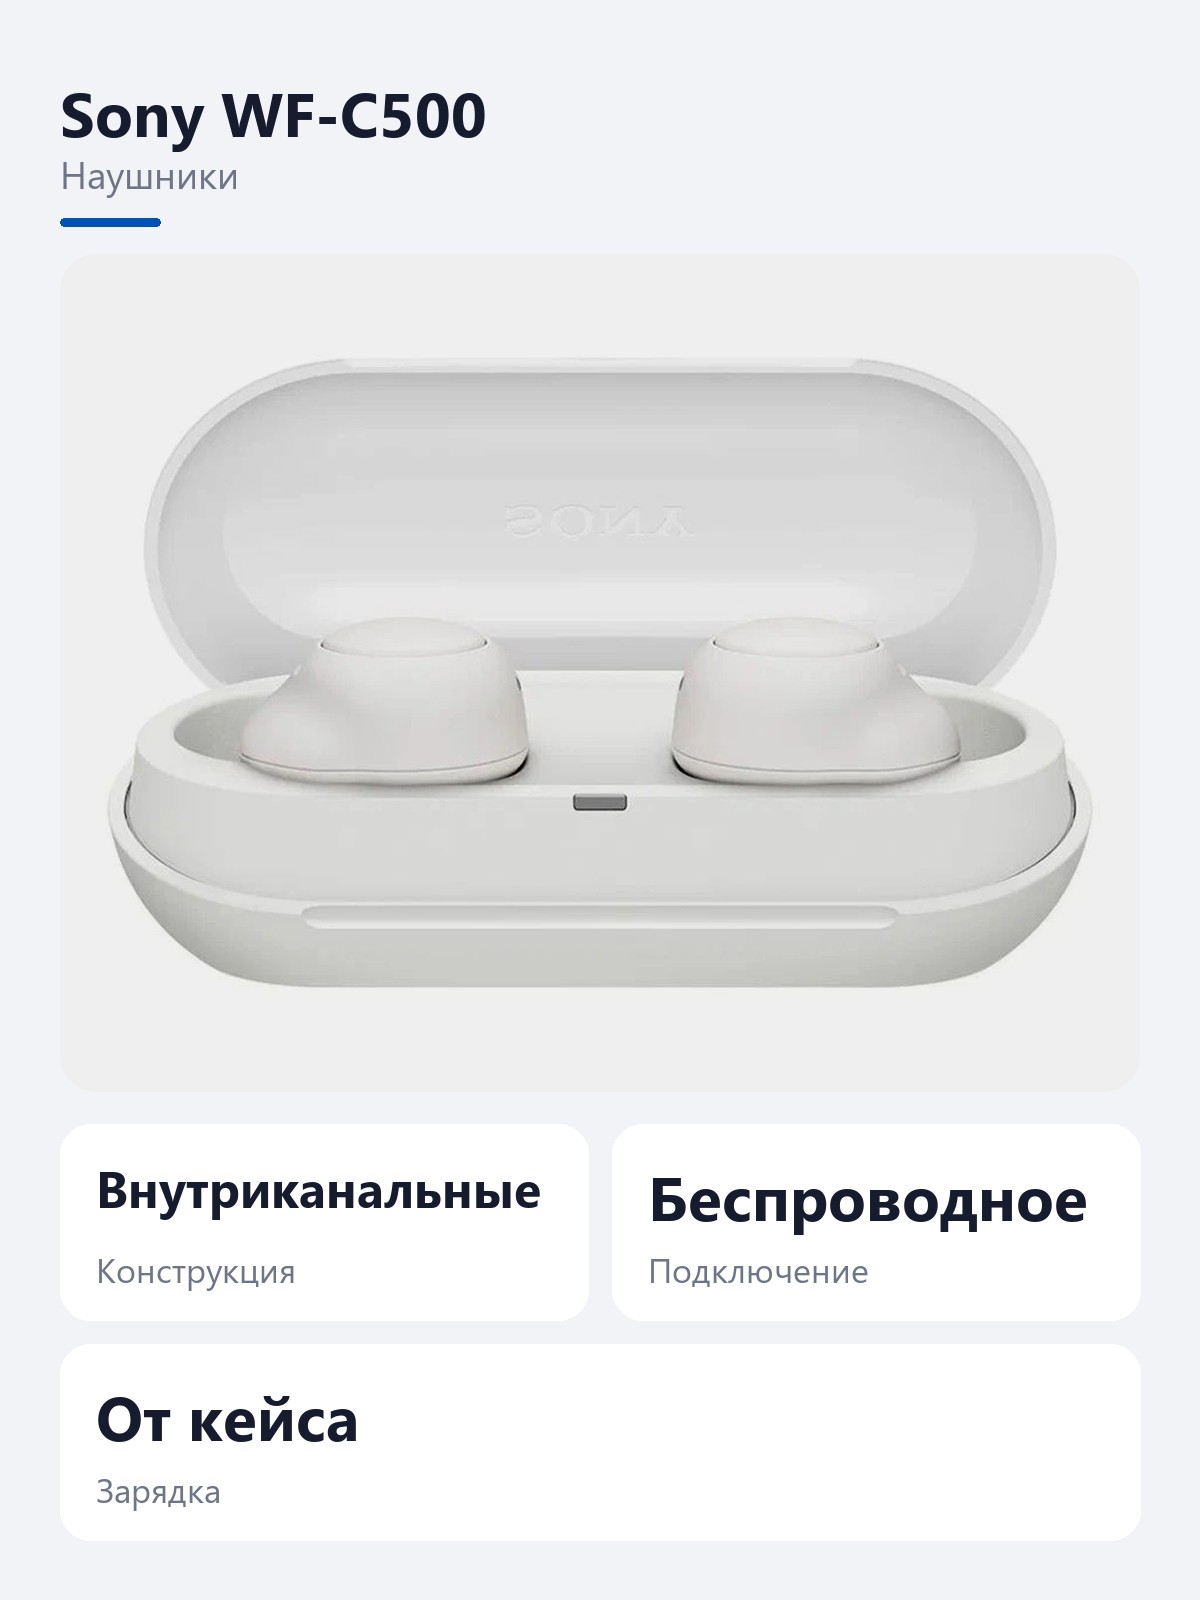 Sony WF-C500
Наушники
SONY
Внутриканальные
Конструкция
Беспроводное
Подключение
От кейса
Зарядка